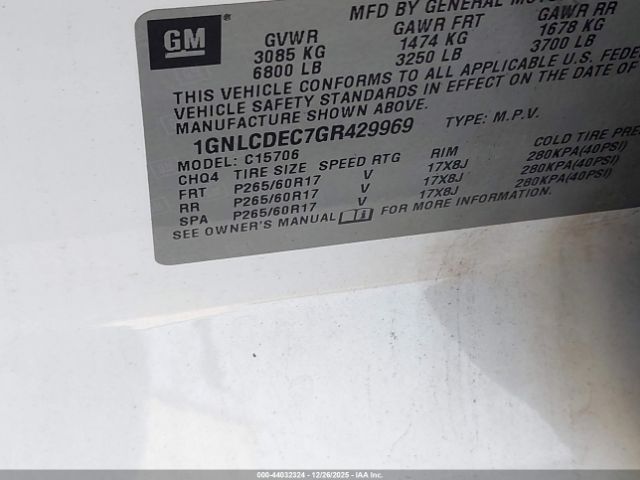 GM
MFD BY GENERAL MOTORS
GVWR GAWR FRT GAWR RR
3085 KG 1474 KG 1678 KG
6800 LB 3250 LB 3700 LB
THIS VEHICLE CONFORMS TO ALL APPLICABLE U.S. FEDE
VEHICLE SAFETY STANDARDS IN EFFECT ON THE DATE OF
MANUFACTURE SHOWN ABOVE.
1GNLCDEC7GR429969 TYPE: M.P.V.
MODEL: C15706
CHQ4 TIRE SIZE SPEED RTG RIM COLD TIRE PRE
FRT P265/60R17 V 17X8J 280KPA(40PSI)
RR P265/60R17 V 17X8J 280KPA(40PSI)
SPA P265/60R17 V 17X8J 280KPA(40PSI)
SEE OWNER'S MANUAL FOR MORE INFORMATION.
000-44032324 | 12/26/2025 | IAA Inc.